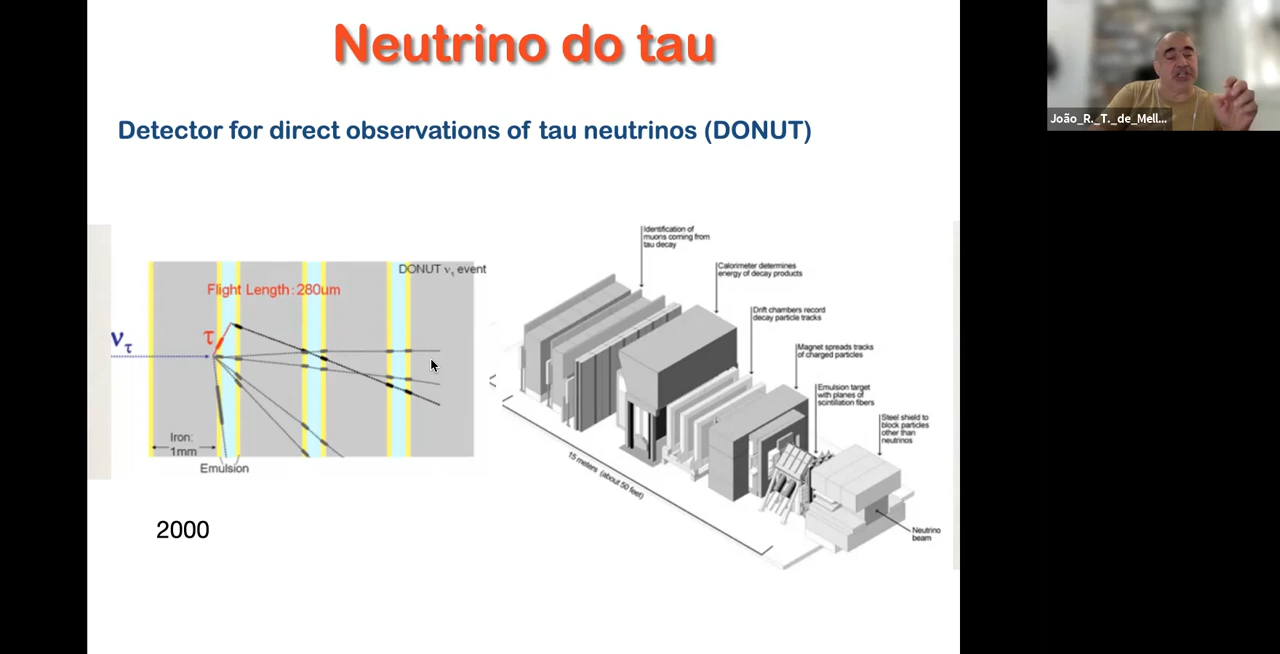 Neutrino do tau
Detector for direct observations of tau neutrinos (DONUT)
João_R._T._de_Mell...
DONUT ντ event
Flight Length: 280um
τ
ντ
Iron:
1mm
Emulsion
2000
Identification of
muons coming from
tau decay
Calorimeter determines
energy of decay products
Drift chambers record
decay particle tracks
Magnet spreads tracks
of charged particles
Emulsion target
with planes of
scintillation fibers
Steel shield to
block particles
other than
neutrinos
15 meters (about 50 feet)
Neutrino
beam